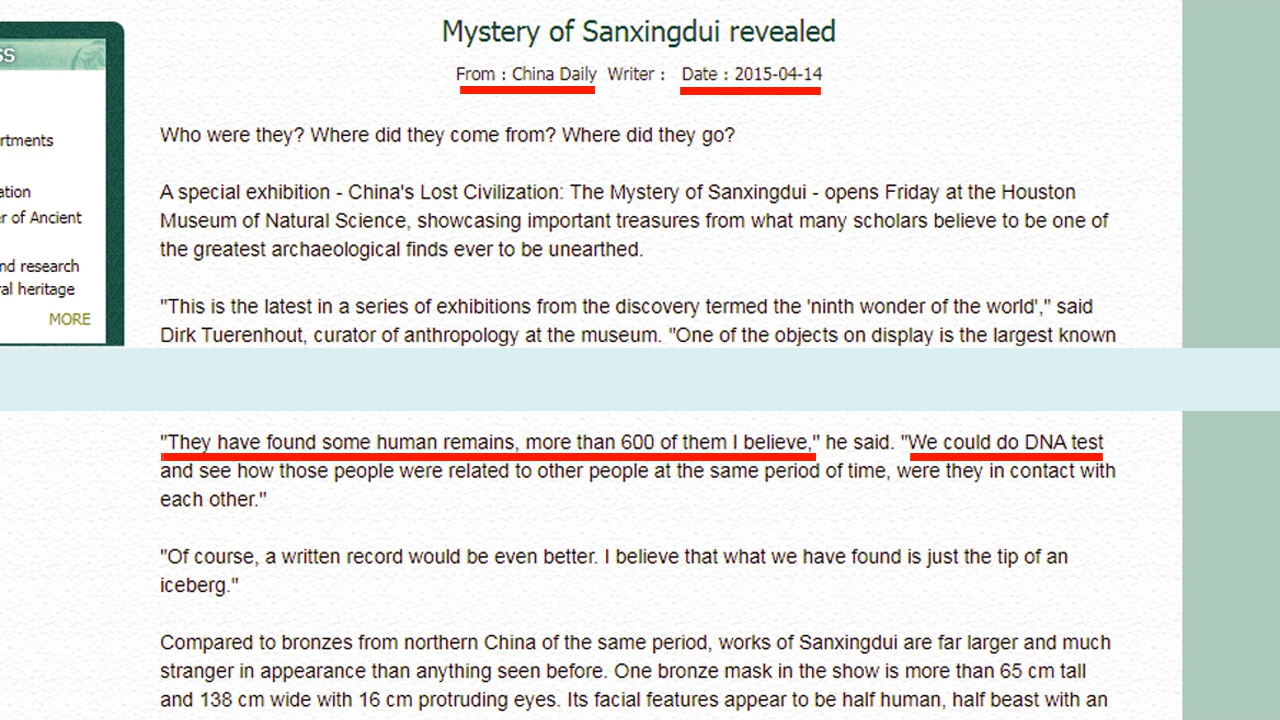 Mystery of Sanxingdui revealed
From : China Daily Writer : Date : 2015-04-14
ss
rtments
ation
er of Ancient
nd research
ral heritage
MORE
Who were they? Where did they come from? Where did they go?
A special exhibition - China's Lost Civilization: The Mystery of Sanxingdui - opens Friday at the Houston
Museum of Natural Science, showcasing important treasures from what many scholars believe to be one of
the greatest archaeological finds ever to be unearthed.
"This is the latest in a series of exhibitions from the discovery termed the 'ninth wonder of the world'," said
Dirk Tuerenhout, curator of anthropology at the museum. "One of the objects on display is the largest known
"They have found some human remains, more than 600 of them I believe," he said. "We could do DNA test
and see how those people were related to other people at the same period of time, were they in contact with
each other."
"Of course, a written record would be even better. I believe that what we have found is just the tip of an
iceberg."
Compared to bronzes from northern China of the same period, works of Sanxingdui are far larger and much
stranger in appearance than anything seen before. One bronze mask in the show is more than 65 cm tall
and 138 cm wide with 16 cm protruding eyes. Its facial features appear to be half human, half beast with an